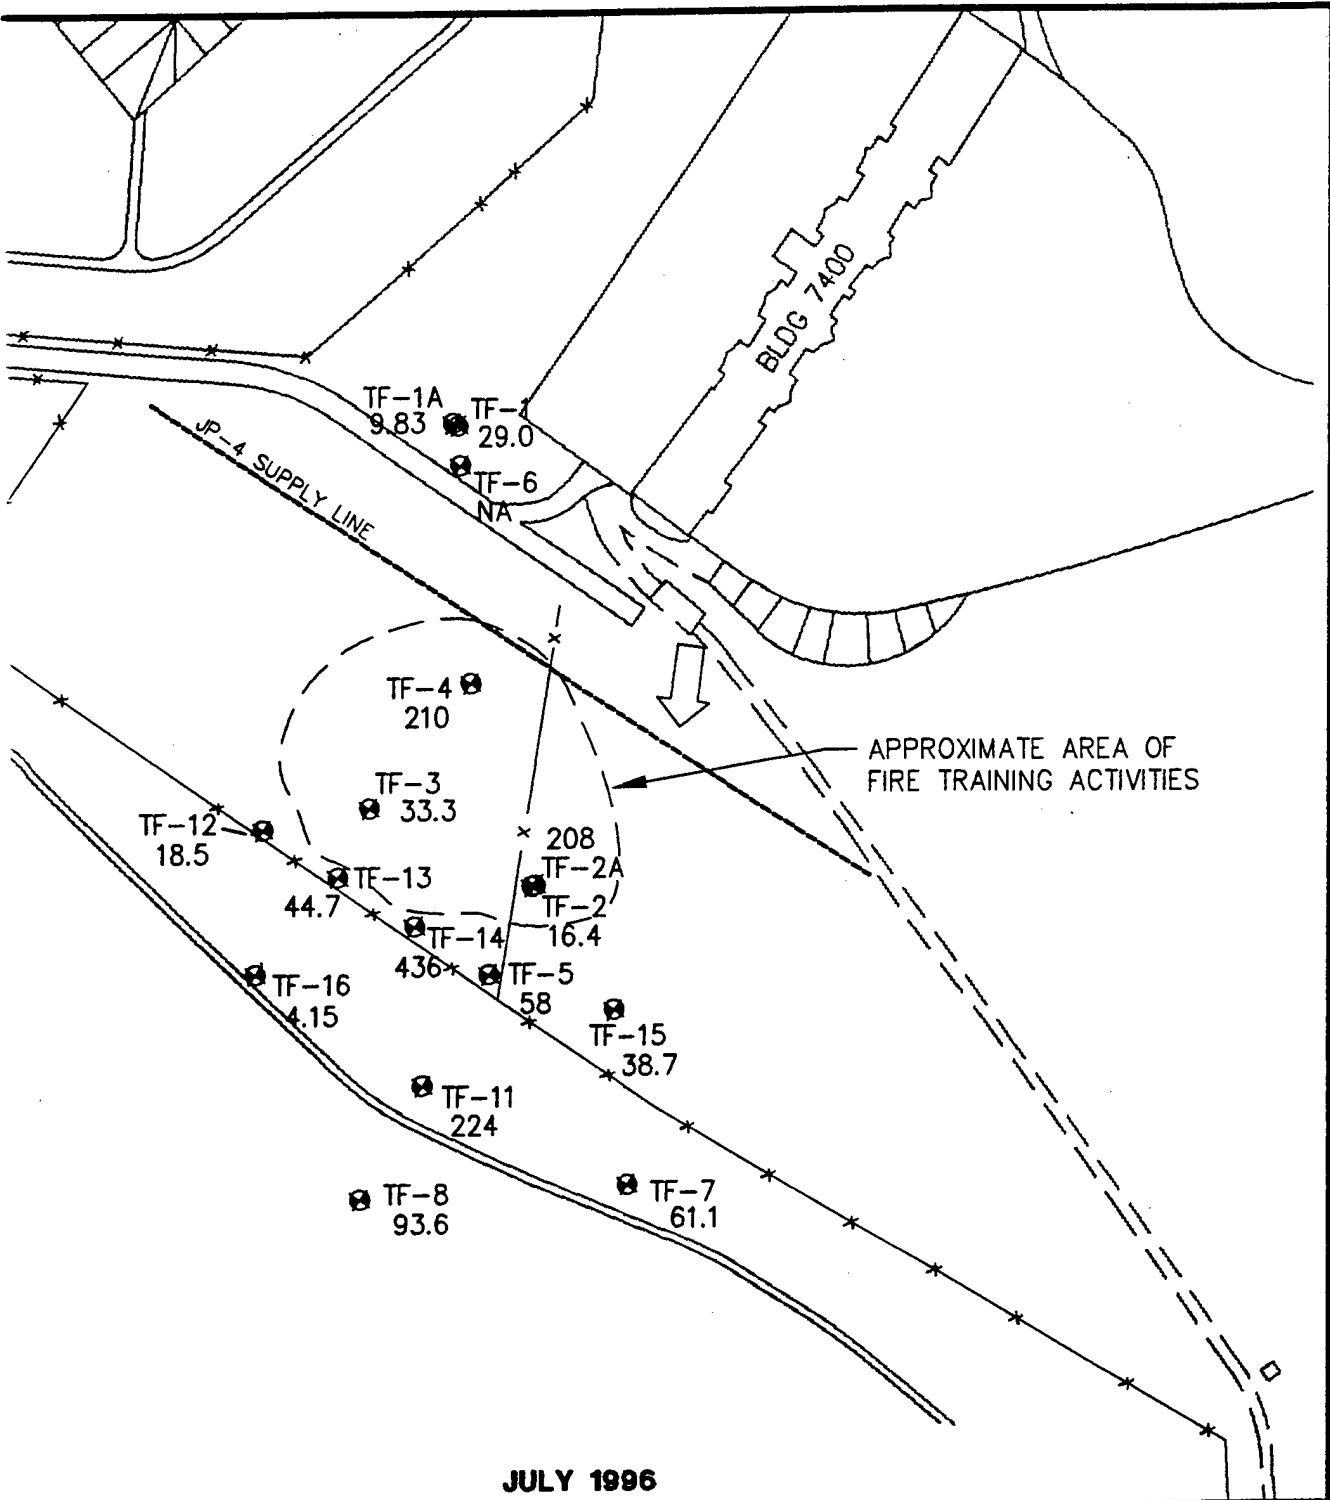 BLDG 7400
TF-1A
9.83
TF-1
29.0
TF-6
NA
JP-4 SUPPLY LINE
TF-4
210
APPROXIMATE AREA OF
FIRE TRAINING ACTIVITIES
TF-3
33.3
TF-12
18.5
208
TF-2A
TF-2
16.4
TF-13
44.7
TF-14
436
TF-5
58
TF-16
4.15
TF-15
38.7
TF-11
224
TF-8
93.6
TF-7
61.1
JULY 1996